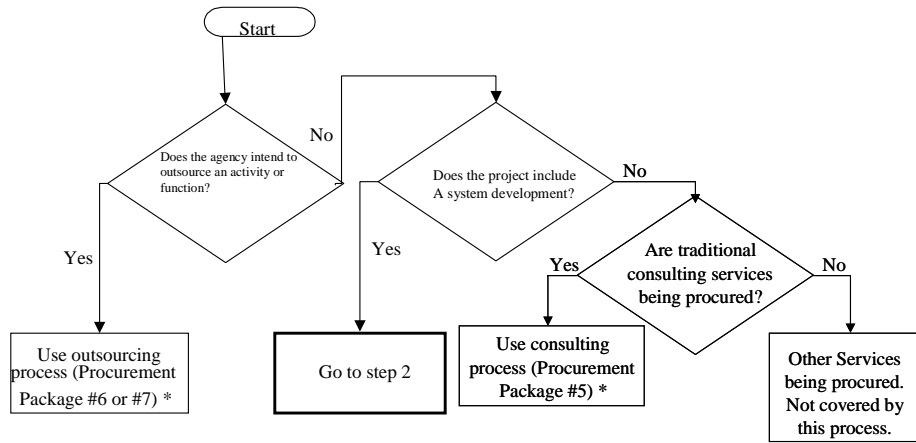 Start
Does the agency intend to
outsource an activity or
function?
No
Yes
Use outsourcing
process (Procurement
Package #6 or #7) *
Does the project include
A system development?
No
Yes
Go to step 2
Are traditional
consulting services
being procured?
Yes
No
Use consulting
process (Procurement
Package #5) *
Other Services
being procured.
Not covered by
this process.